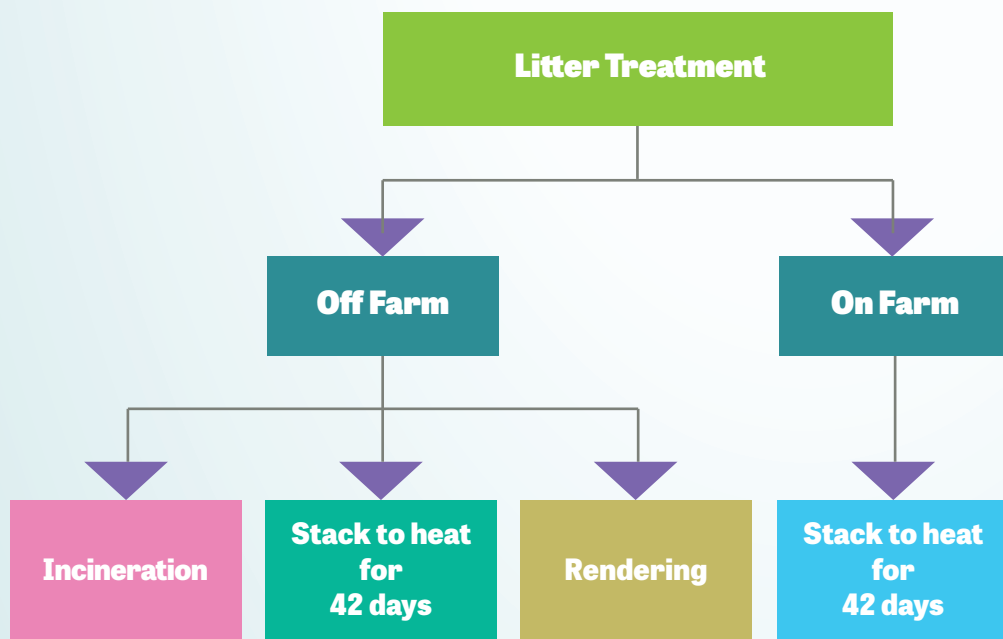 Litter Treatment
Off Farm
On Farm
Incineration
Stack to heat
for
42 days
Rendering
Stack to heat
for
42 days